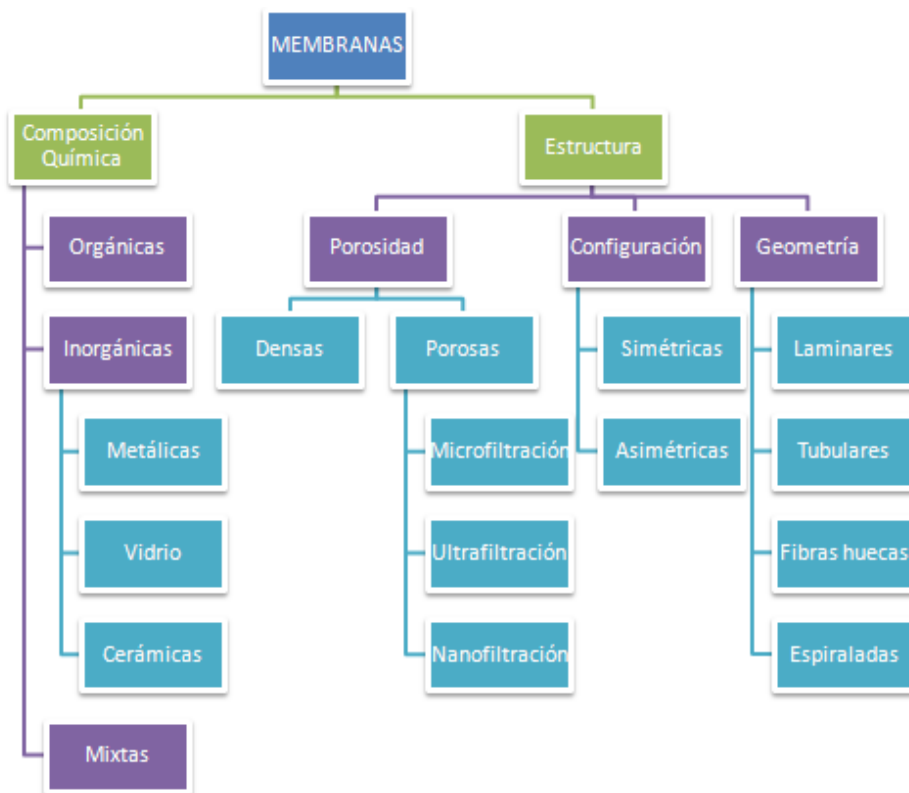 MEMBRANAS
Composición
Química
Estructura
Orgánicas
Porosidad
Configuración
Geometría
Inorgánicas
Densas
Porosas
Simétricas
Laminares
Metálicas
Microfiltración
Asimétricas
Tubulares
Vidrio
Ultrafiltración
Fibras huecas
Cerámicas
Nanofiltración
Espiraladas
Mixtas